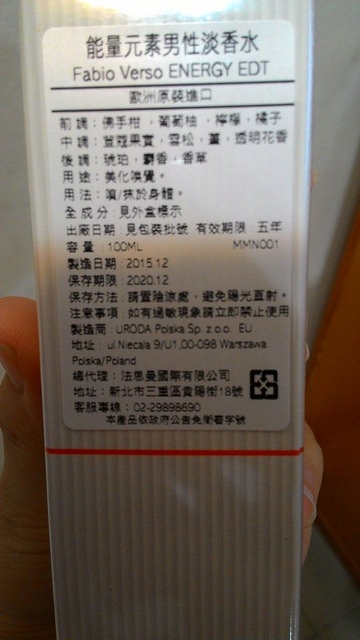 能量元素男性淡香水
Fabio Verso ENERGY EDT
歐洲原裝進口
前調：佛手柑，葡萄柚，檸檬，橘子
中調：荳蔻果實，雪松，薑，透明花香
後調：琥珀，麝香，香草
用途：美化嗅覺。
用法：噴/抹於身體。
全成分：見外盒標示
出廠日期：見包裝批號 有效期限：五年
容量：100ML MMN001
製造日期：2015.12
保存期限：2020.12
保存方法：請置陰涼處，避免陽光直射。
注意事項：如有過敏現象請立即禁止使用
製造商：URODA Polska Sp. z o.o. EU
地址：ul.Niecala 9/U1,00-098 Warszawa
Polska/Poland
總代理：法思曼國際有限公司
地址：新北市三重區貴陽街18號
客服專線：02-29898690
本產品依政府公告免衛署字號